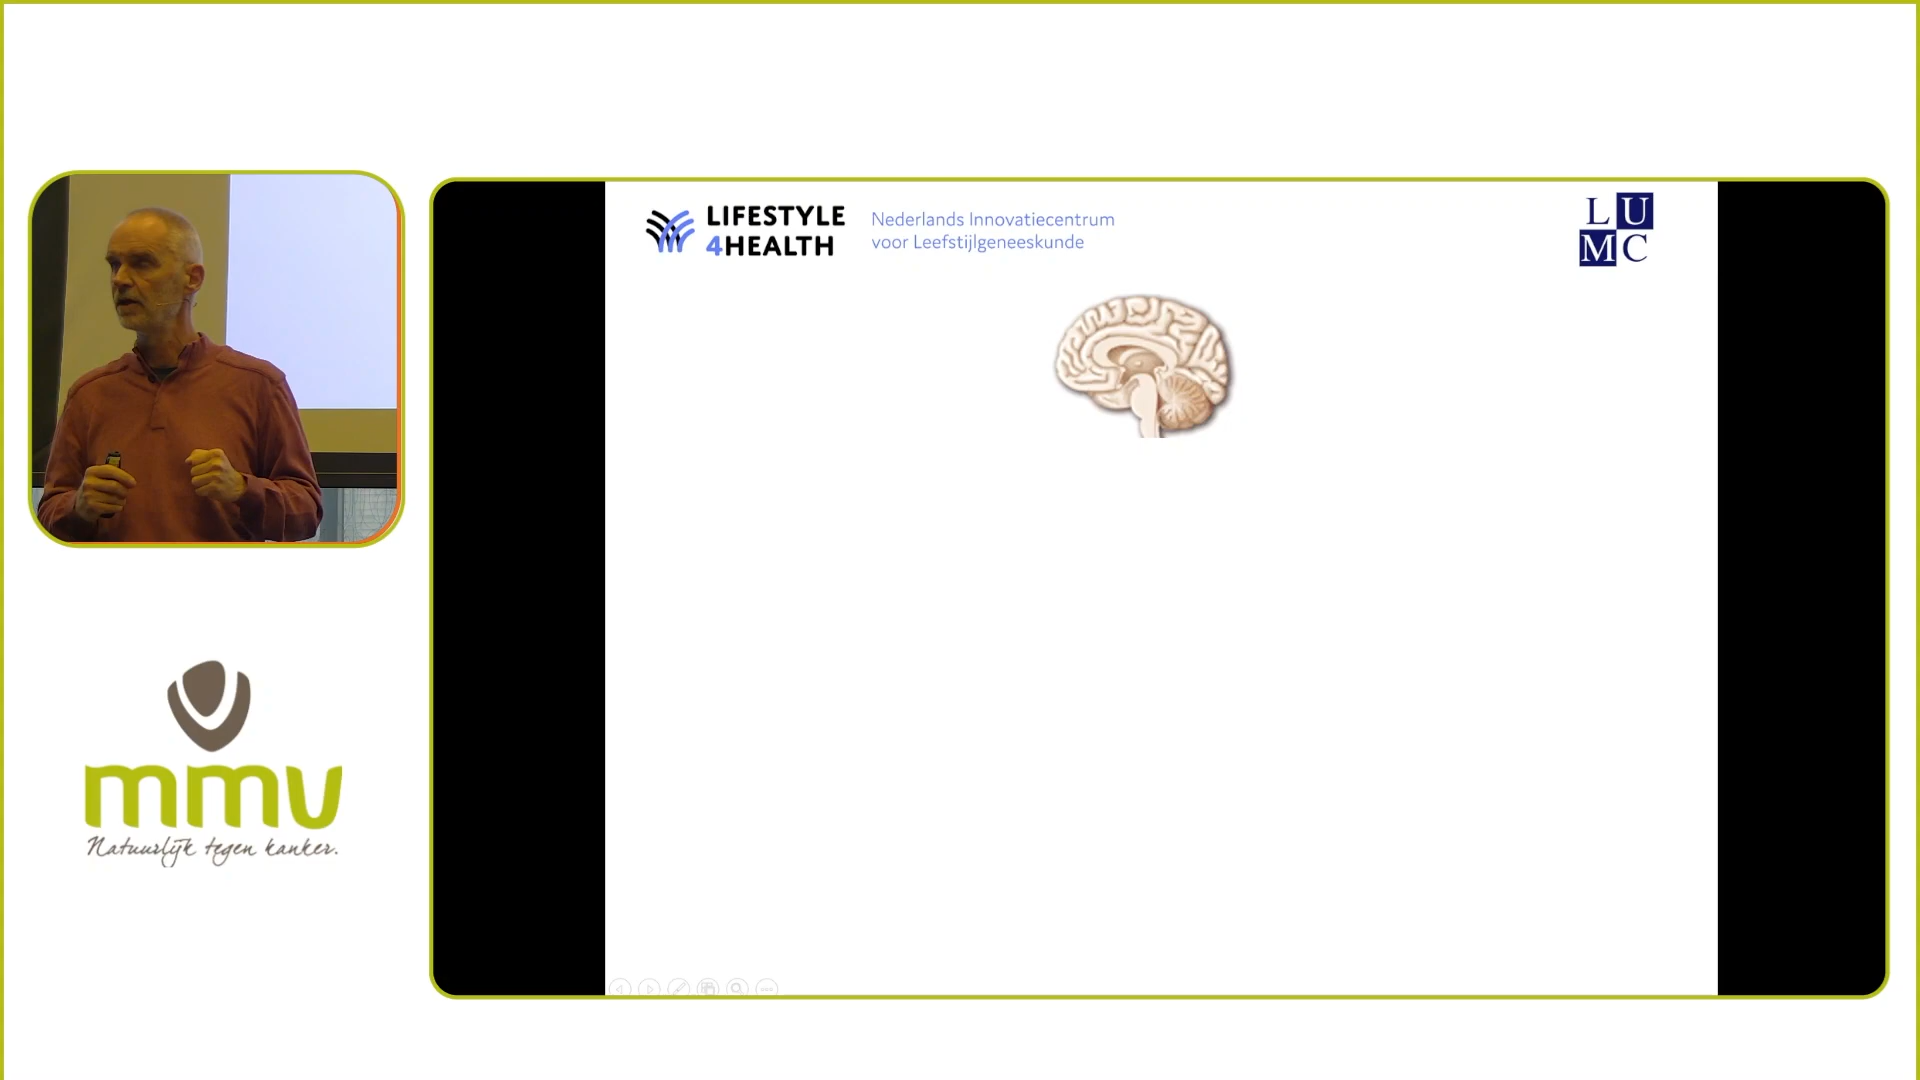 LIFESTYLE
4HEALTH
Nederlands Innovatiecentrum
voor Leefstijlgeneeskunde
L U
M C
mmv
Natuurlijk tegen kanker.